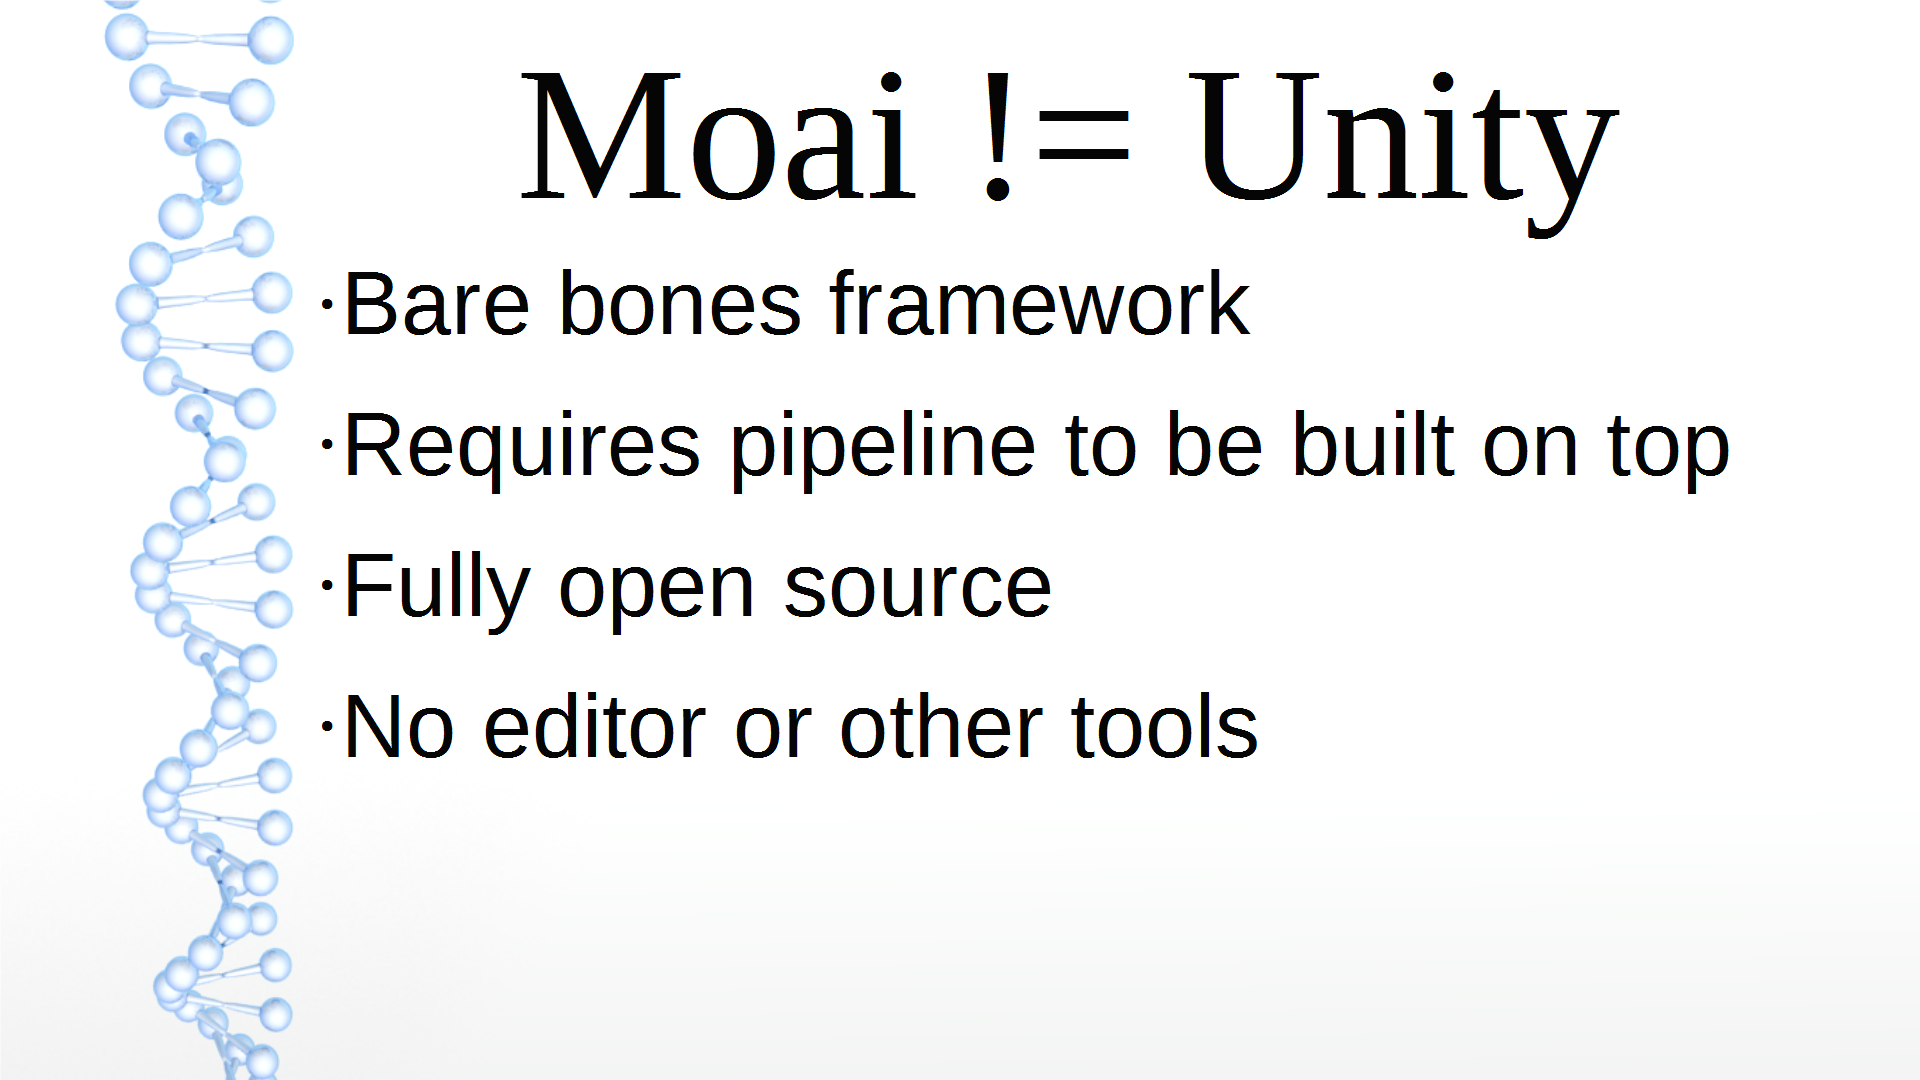 Moai != Unity
·Bare bones framework
·Requires pipeline to be built on top
·Fully open source
·No editor or other tools